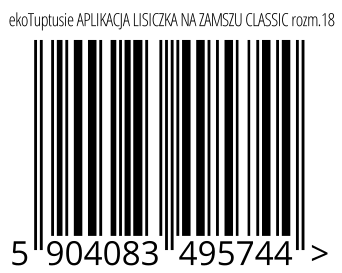 ekoTuptusie APLIKACJA LISICZKA NA ZAMSZU CLASSIC rozm.18
5 904083 495744 >